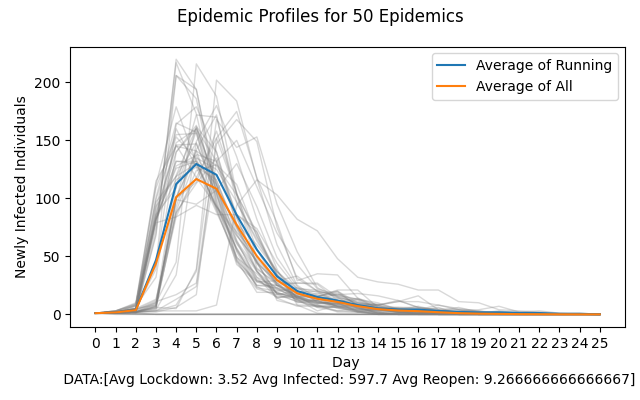 Epidemic Profiles for 50 Epidemics
Average of Running
Average of All
Newly Infected Individuals
200
150
100
50
0
0 1 2 3 4 5 6 7 8 9 10 11 12 13 14 15 16 17 18 19 20 21 22 23 24 25
Day
DATA:[Avg Lockdown: 3.52 Avg Infected: 597.7 Avg Reopen: 9.266666666666667]